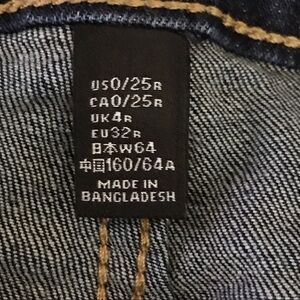 US0/25R
CA0/25R
UK4R
EU32R
日本W64
中国160/64A
MADE IN
BANGLADESH